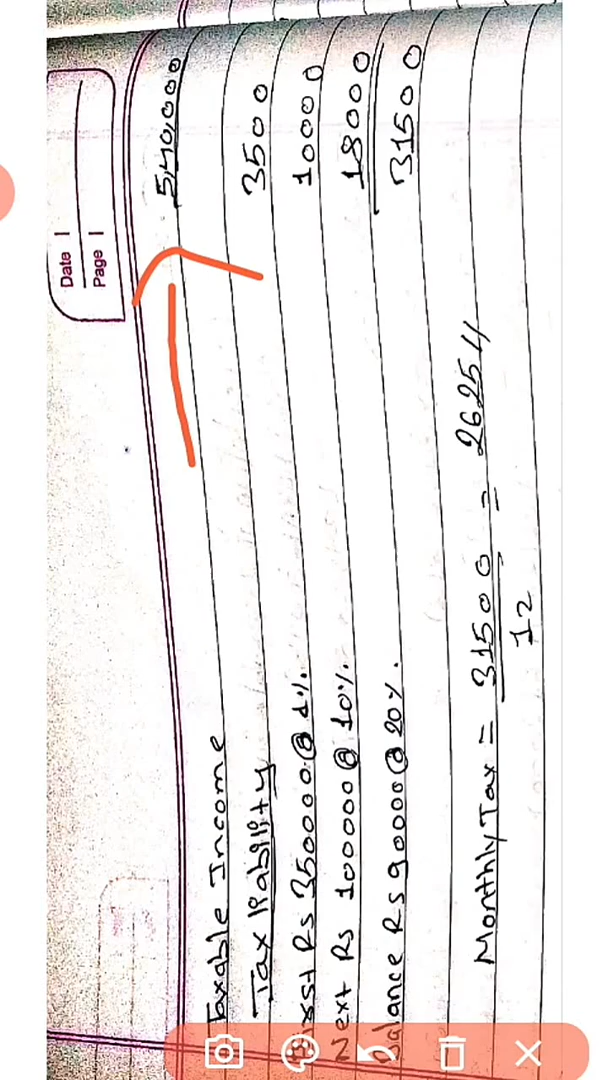 Date
Page
Taxable Income 5,40,000
Tax liability
First Rs 350000 @ 1%. 3500
Next Rs 100000 @ 10%. 10000
Balance Rs 90000 @ 20%. 18000
31500
Monthly Tax = 31500 = 2625 //
12